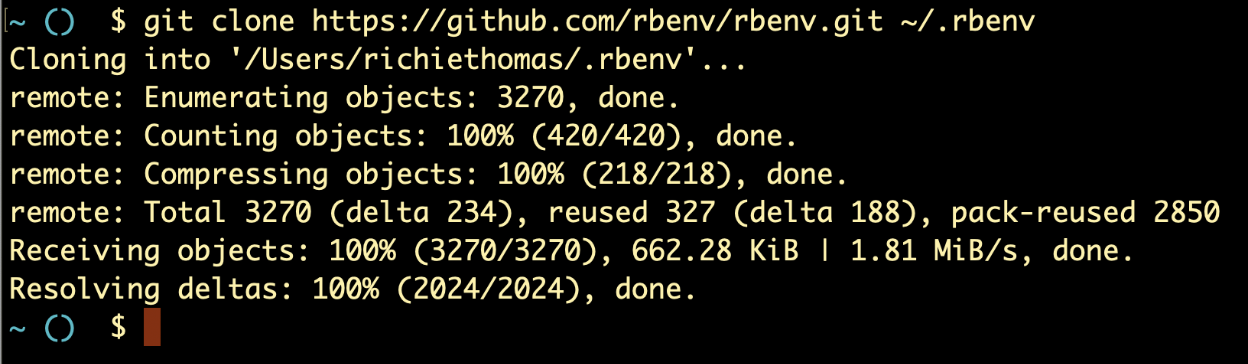 [~ ()  $ git clone https://github.com/rbenv/rbenv.git ~/.rbenv
Cloning into '/Users/richiethomas/.rbenv'...
remote: Enumerating objects: 3270, done.
remote: Counting objects: 100% (420/420), done.
remote: Compressing objects: 100% (218/218), done.
remote: Total 3270 (delta 234), reused 327 (delta 188), pack-reused 2850
Receiving objects: 100% (3270/3270), 662.28 KiB | 1.81 MiB/s, done.
Resolving deltas: 100% (2024/2024), done.
~ ()  $